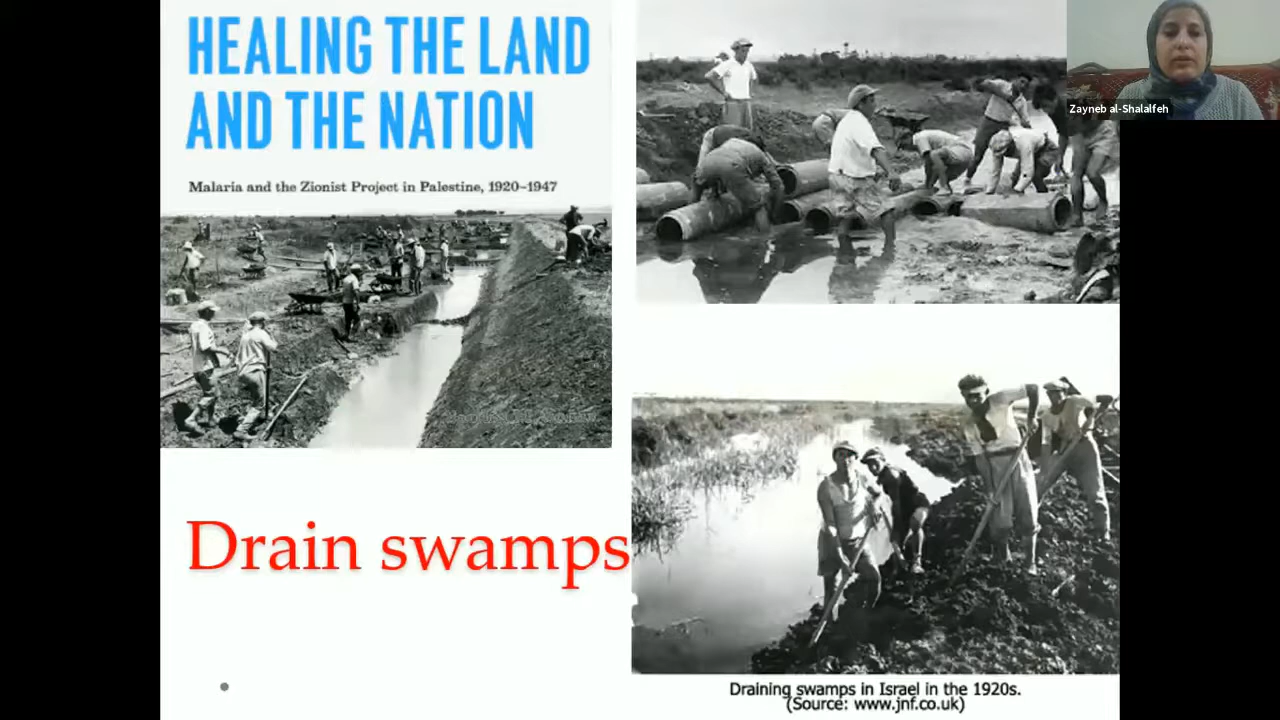 HEALING THE LAND
AND THE NATION
Malaria and the Zionist Project in Palestine, 1920–1947
Zayneb al-Shalalfeh
Drain swamps
Draining swamps in Israel in the 1920s.
(Source: www.jnf.co.uk)